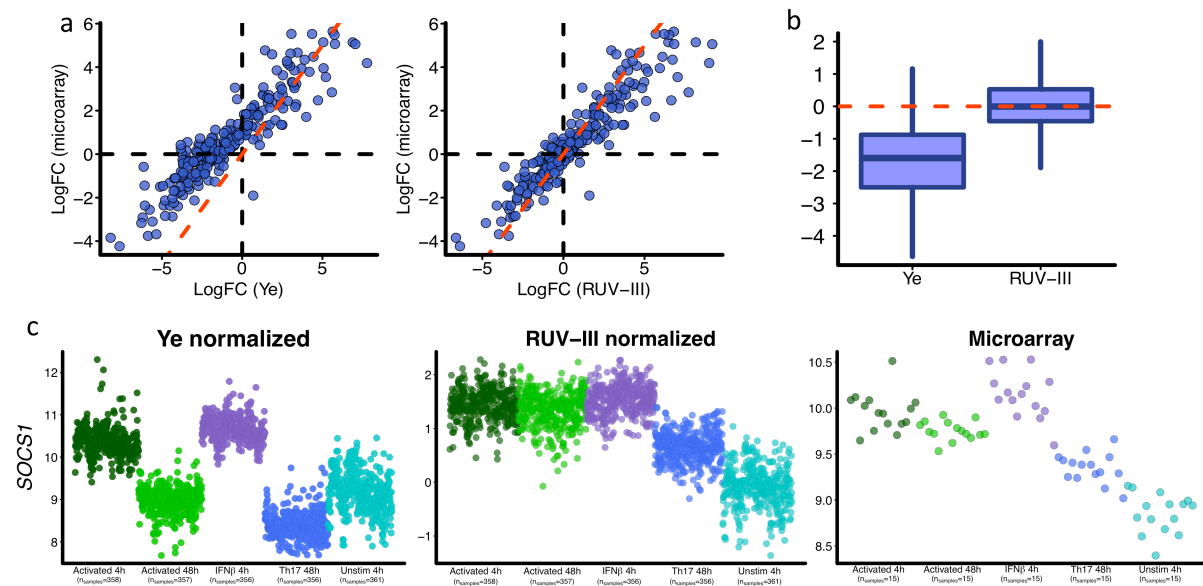 a
6
4
2
0
−2
−4
LogFC (microarray)
−5
0
5
LogFC (Ye)
6
4
2
0
−2
−4
LogFC (microarray)
−5
0
5
LogFC (RUV−III)
b
2
1
0
−1
−2
−3
−4
Ye
RUV−III
c
Ye normalized
SOCS1
12
11
10
9
8
Activated 4h
(nsamples=358)
Activated 48h
(nsamples=357)
IFNβ 4h
(nsamples=356)
Th17 48h
(nsamples=356)
Unstim 4h
(nsamples=361)
RUV−III normalized
2
1
0
−1
Activated 4h
(nsamples=358)
Activated 48h
(nsamples=357)
IFNβ 4h
(nsamples=356)
Th17 48h
(nsamples=356)
Unstim 4h
(nsamples=361)
Microarray
10.5
10.0
9.5
9.0
8.5
Activated 4h
(nsamples=15)
Activated 48h
(nsamples=15)
IFNβ 4h
(nsamples=15)
Th17 48h
(nsamples=15)
Unstim 4h
(nsamples=15)